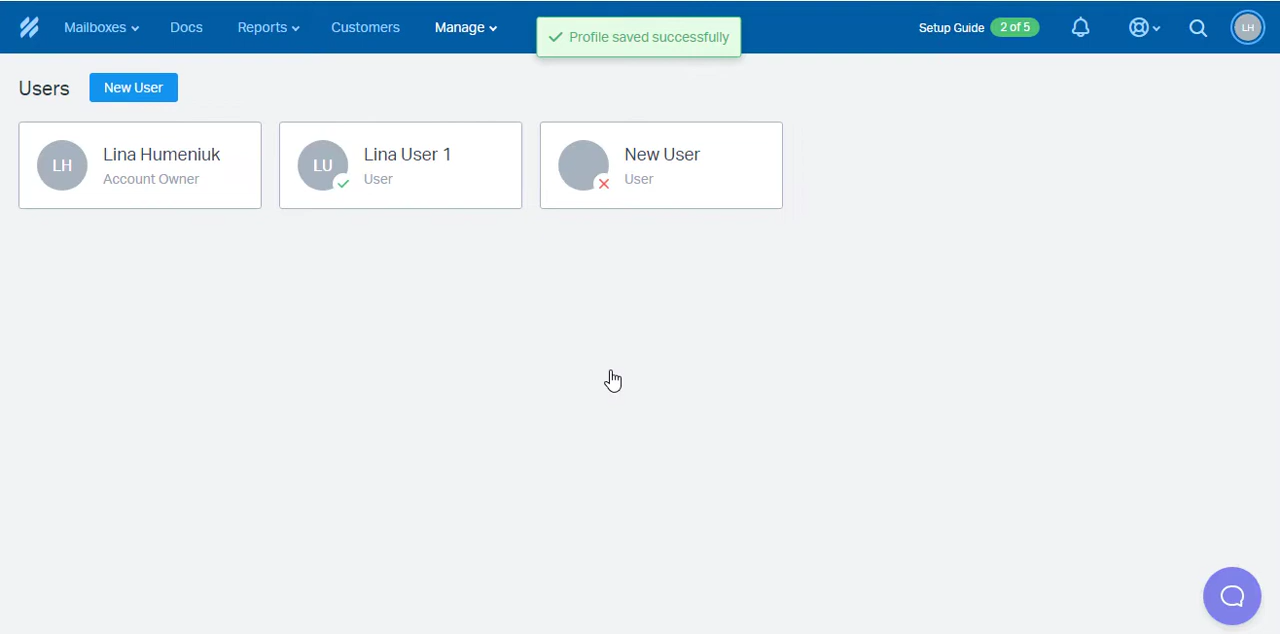 Mailboxes Docs Reports Customers Manage Profile saved successfully Setup Guide 2 of 5 LH
Users New User
LH Lina Humeniuk Account Owner
LU Lina User 1 User
New User User